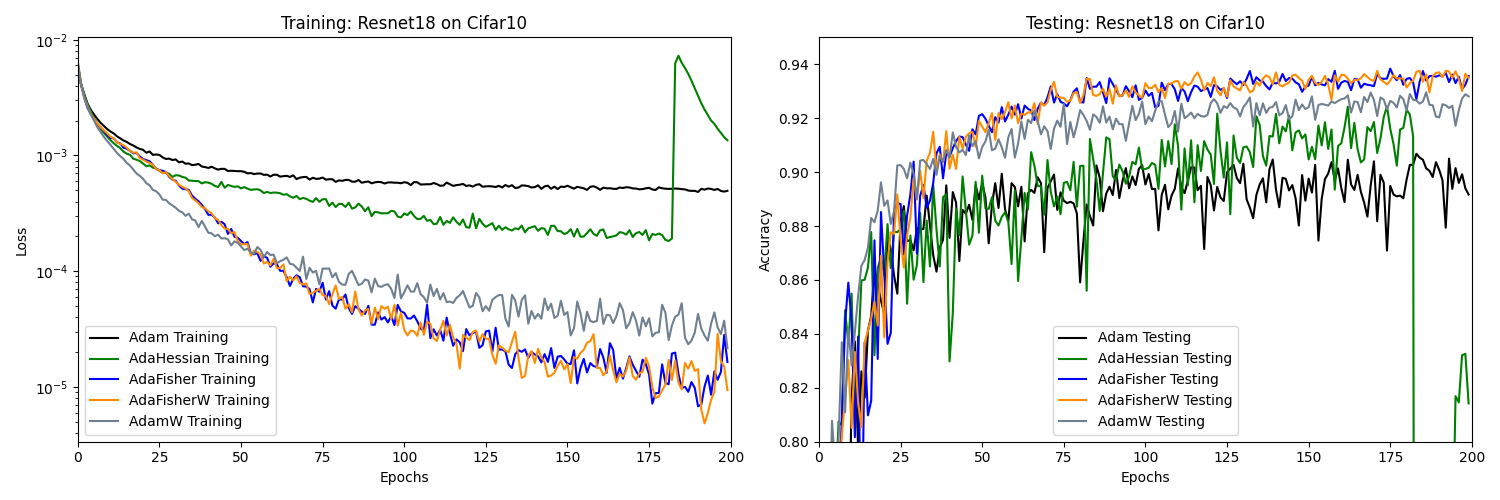 Training: Resnet18 on Cifar10
10⁻²
10⁻³
10⁻⁴
10⁻⁵
Loss
Adam Training
AdaHessian Training
AdaFisher Training
AdaFisherW Training
AdamW Training
0 25 50 75 100 125 150 175 200
Epochs
Testing: Resnet18 on Cifar10
0.94
0.92
0.90
0.88
0.86
0.84
0.82
0.80
Accuracy
Adam Testing
AdaHessian Testing
AdaFisher Testing
AdaFisherW Testing
AdamW Testing
0 25 50 75 100 125 150 175 200
Epochs